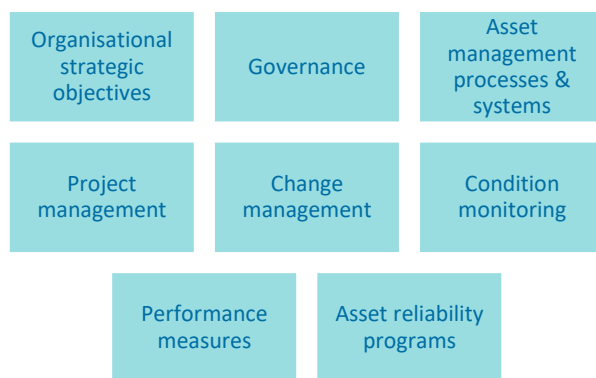 Organisational
strategic
objectives
Governance
Asset
management
processes &
systems
Project
management
Change
management
Condition
monitoring
Performance
measures
Asset reliability
programs